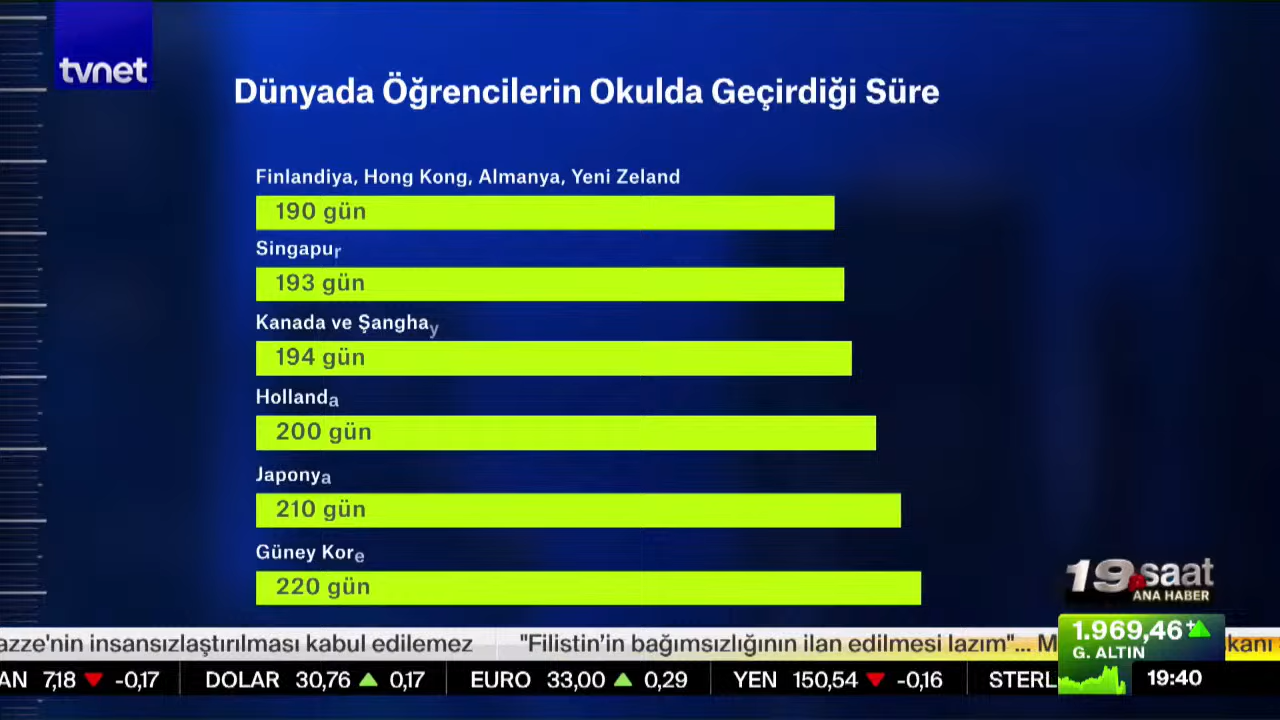 tvnet
Dünyada Öğrencilerin Okulda Geçirdiği Süre
Finlandiya, Hong Kong, Almanya, Yeni Zeland
190 gün
Singapur
193 gün
Kanada ve Şanghay
194 gün
Hollanda
200 gün
Japonya
210 gün
Güney Kore
220 gün
19. saat
ANA HABER
azze'nin insansızlaştırılması kabul edilemez "Filistin'in bağımsızlığının ilan edilmesi lazım"... M kanı
1.969,46
G. ALTIN
AN 7,18 -0,17 DOLAR 30,76 0,17 EURO 33,00 0,29 YEN 150,54 -0,16 STERL
19:40